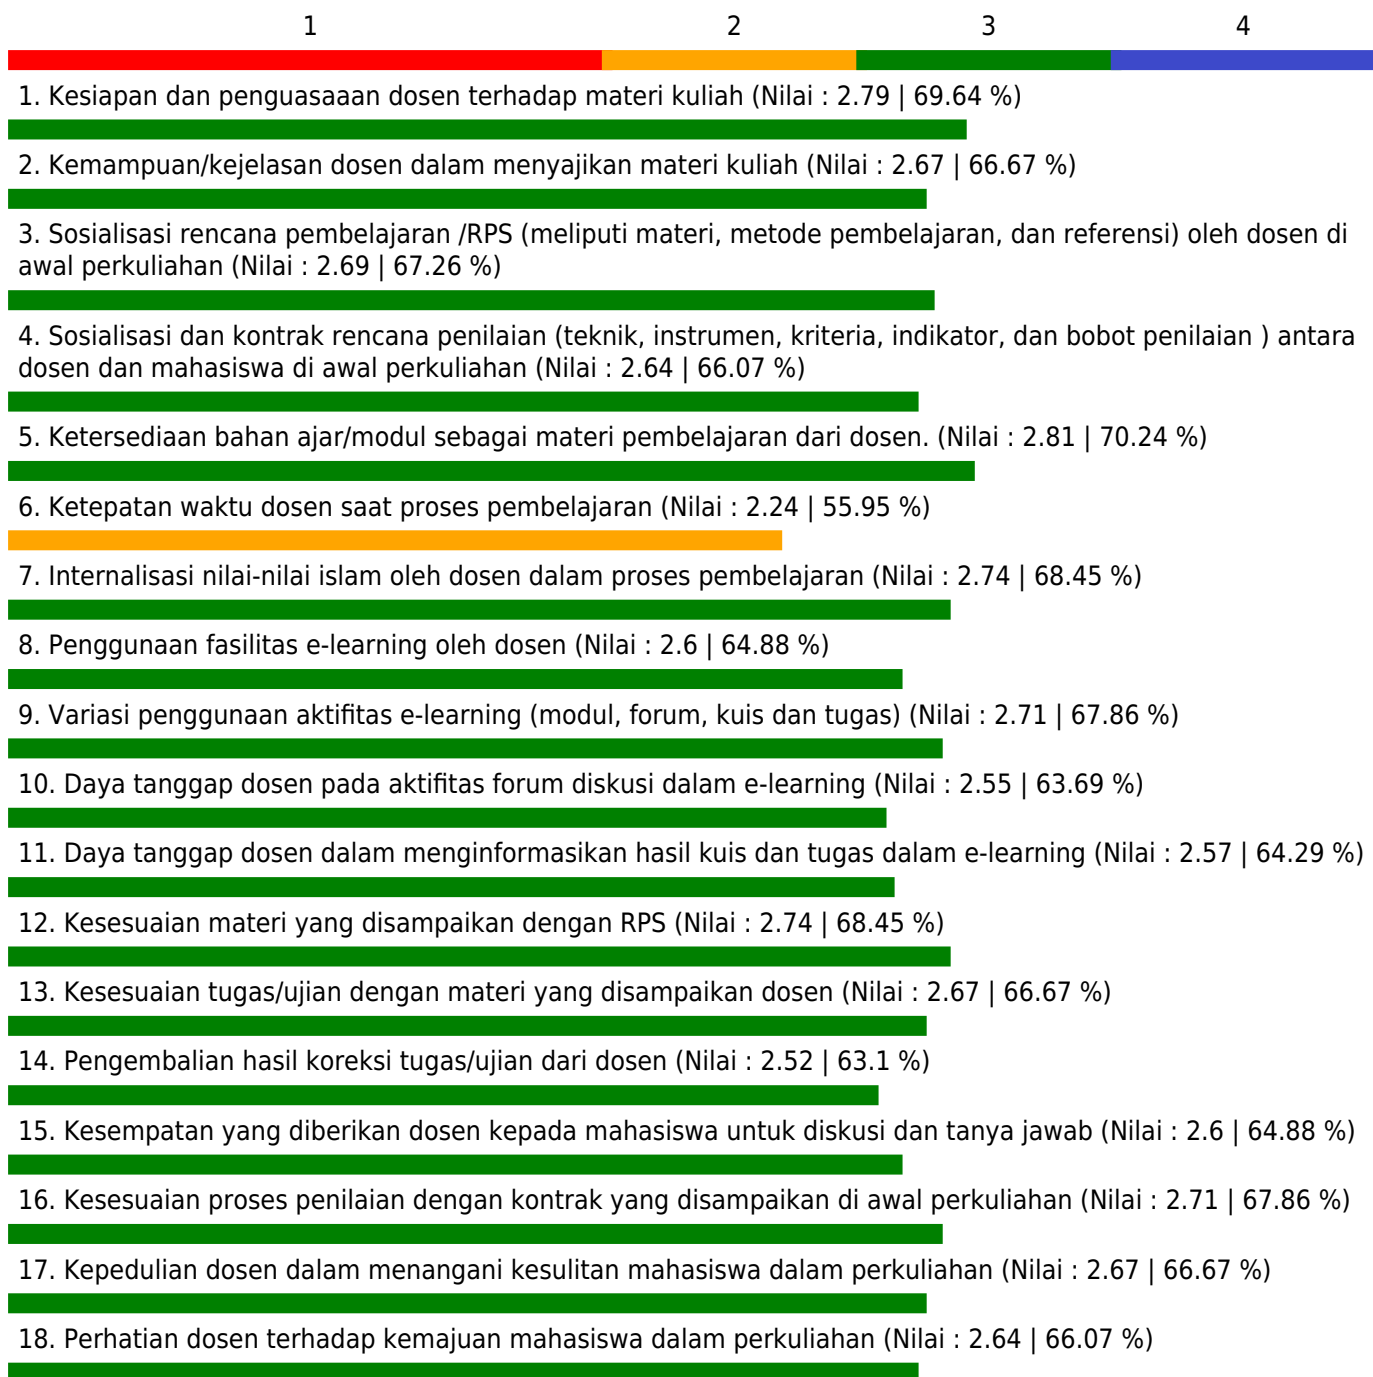 1 2 3 4
1. Kesiapan dan penguasaaan dosen terhadap materi kuliah (Nilai : 2.79 | 69.64 %)
2. Kemampuan/kejelasan dosen dalam menyajikan materi kuliah (Nilai : 2.67 | 66.67 %)
3. Sosialisasi rencana pembelajaran /RPS (meliputi materi, metode pembelajaran, dan referensi) oleh dosen di
awal perkuliahan (Nilai : 2.69 | 67.26 %)
4. Sosialisasi dan kontrak rencana penilaian (teknik, instrumen, kriteria, indikator, dan bobot penilaian ) antara
dosen dan mahasiswa di awal perkuliahan (Nilai : 2.64 | 66.07 %)
5. Ketersediaan bahan ajar/modul sebagai materi pembelajaran dari dosen. (Nilai : 2.81 | 70.24 %)
6. Ketepatan waktu dosen saat proses pembelajaran (Nilai : 2.24 | 55.95 %)
7. Internalisasi nilai-nilai islam oleh dosen dalam proses pembelajaran (Nilai : 2.74 | 68.45 %)
8. Penggunaan fasilitas e-learning oleh dosen (Nilai : 2.6 | 64.88 %)
9. Variasi penggunaan aktifitas e-learning (modul, forum, kuis dan tugas) (Nilai : 2.71 | 67.86 %)
10. Daya tanggap dosen pada aktifitas forum diskusi dalam e-learning (Nilai : 2.55 | 63.69 %)
11. Daya tanggap dosen dalam menginformasikan hasil kuis dan tugas dalam e-learning (Nilai : 2.57 | 64.29 %)
12. Kesesuaian materi yang disampaikan dengan RPS (Nilai : 2.74 | 68.45 %)
13. Kesesuaian tugas/ujian dengan materi yang disampaikan dosen (Nilai : 2.67 | 66.67 %)
14. Pengembalian hasil koreksi tugas/ujian dari dosen (Nilai : 2.52 | 63.1 %)
15. Kesempatan yang diberikan dosen kepada mahasiswa untuk diskusi dan tanya jawab (Nilai : 2.6 | 64.88 %)
16. Kesesuaian proses penilaian dengan kontrak yang disampaikan di awal perkuliahan (Nilai : 2.71 | 67.86 %)
17. Kepedulian dosen dalam menangani kesulitan mahasiswa dalam perkuliahan (Nilai : 2.67 | 66.67 %)
18. Perhatian dosen terhadap kemajuan mahasiswa dalam perkuliahan (Nilai : 2.64 | 66.07 %)